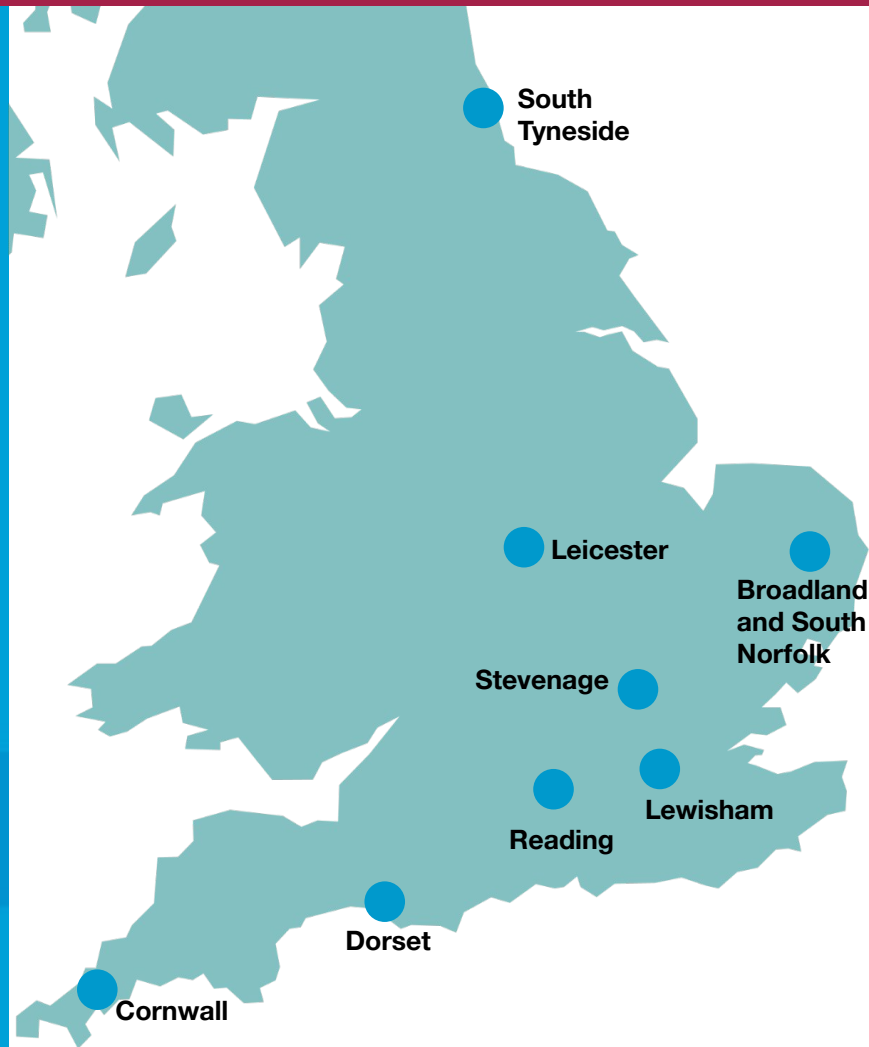 South
Tyneside
Leicester
Broadland
and South
Norfolk
Stevenage
Lewisham
Reading
Dorset
Cornwall